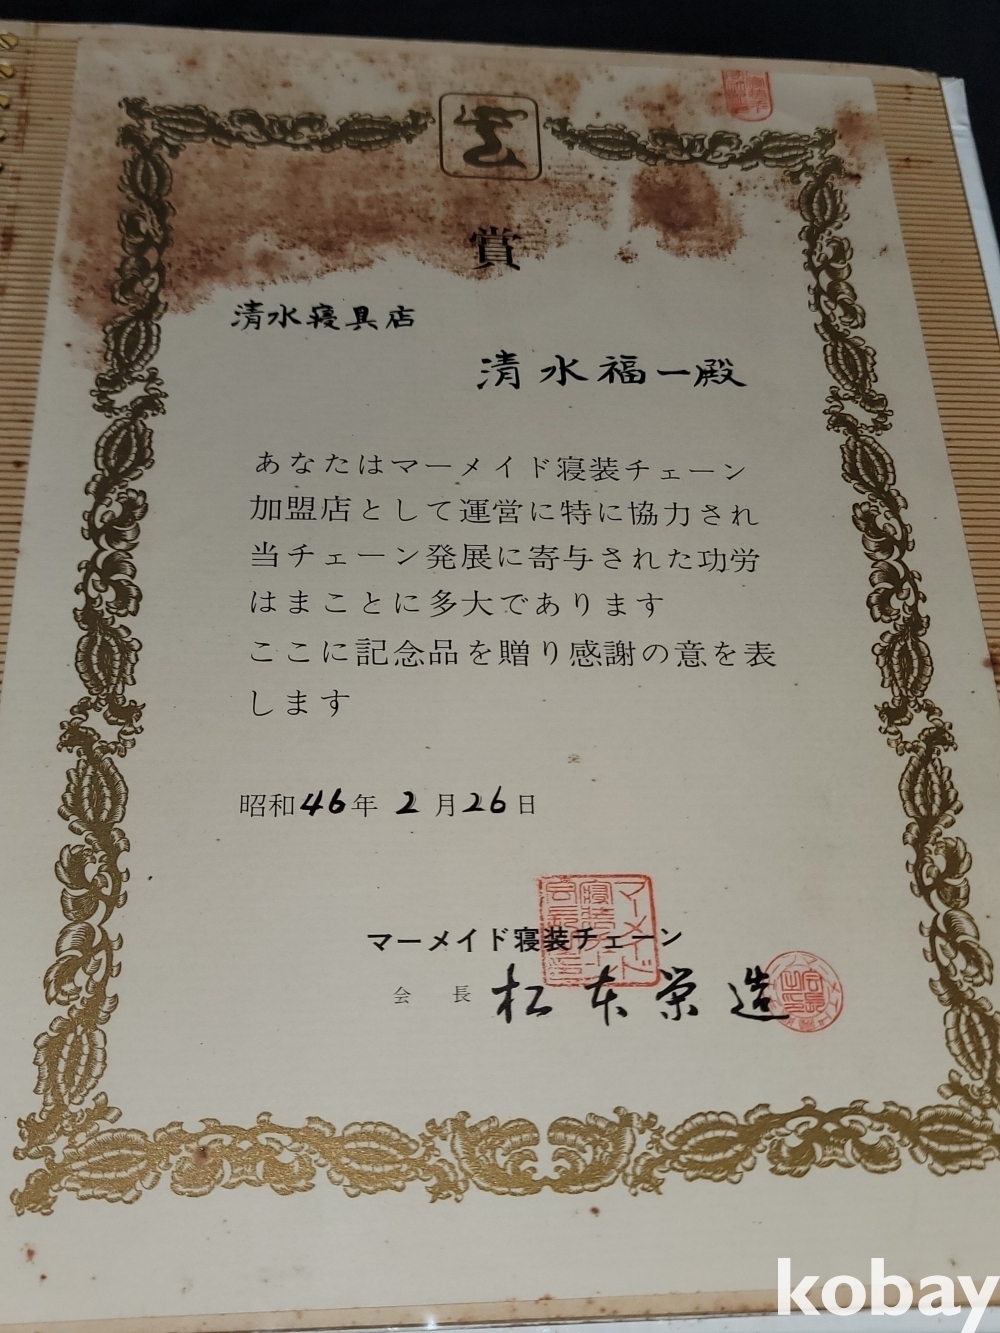 賞
清水寝具店
清水福一殿
あなたはマーメイド寝装チェーン
加盟店として運営に特に協力され
当チェーン発展に寄与された功労
はまことに多大であります
ここに記念品を贈り感謝の意を表
します
昭和46年2月26日
マーメイド寝装チェーン
会長 松本栄造
kobay